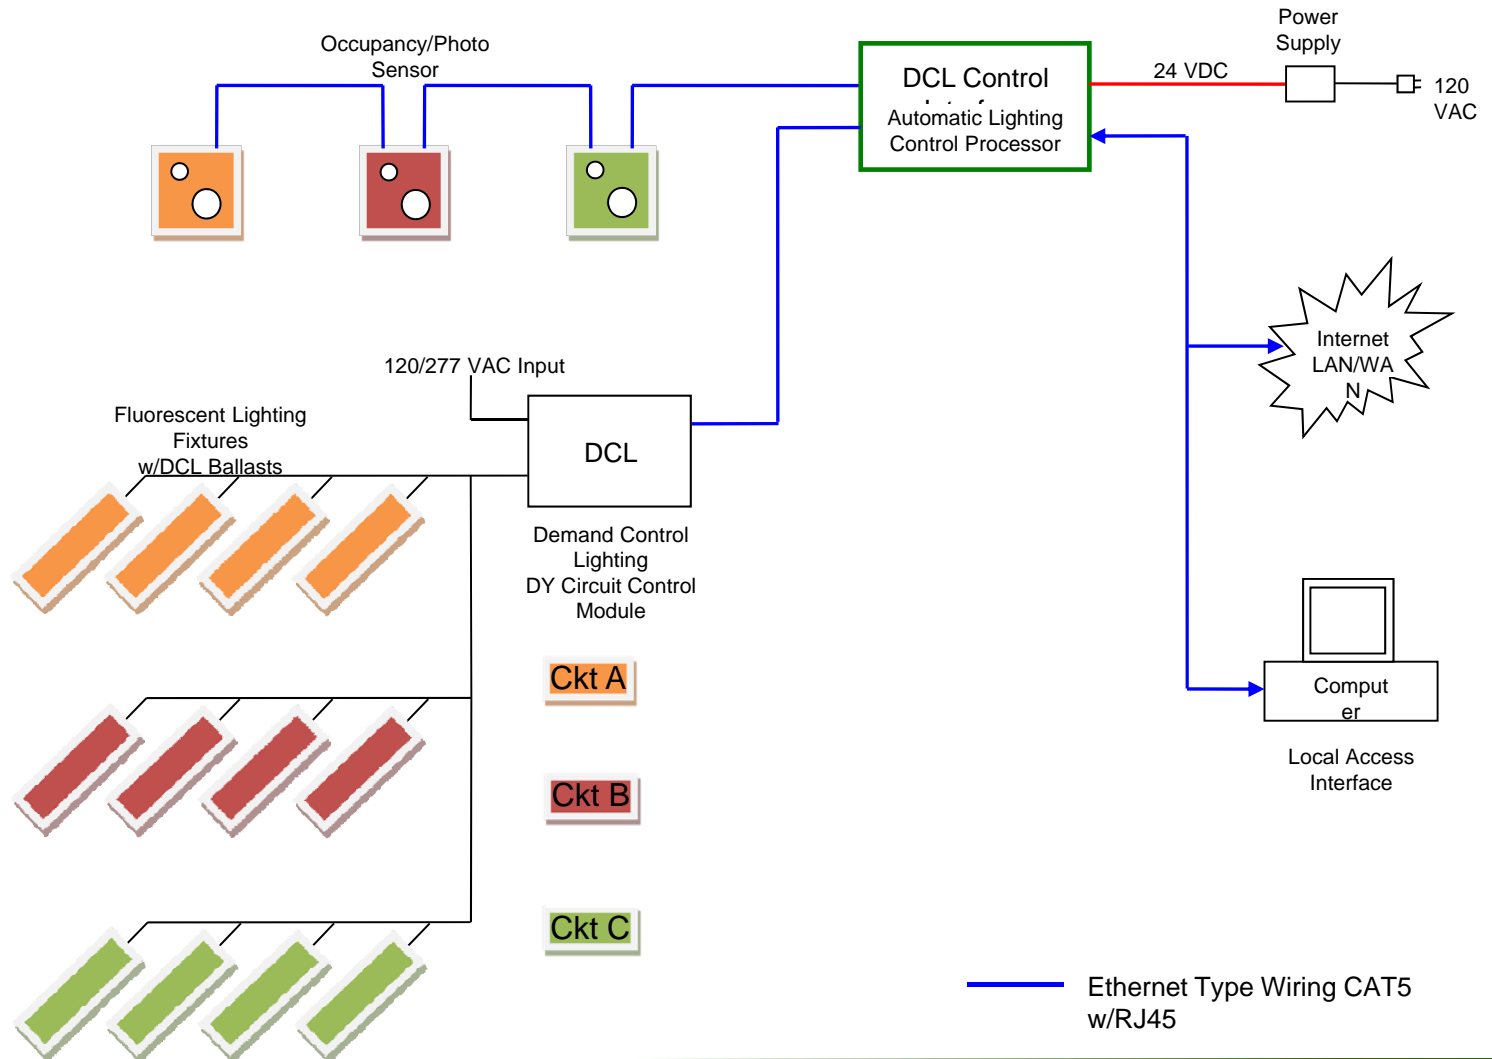 Power
Supply
Occupancy/Photo
Sensor
24 VDC
120
VAC
DCL Control
Automatic Lighting
Control Processor
Internet
LAN/WA
N
120/277 VAC Input
Fluorescent Lighting
Fixtures
w/DCL Ballasts
DCL
Demand Control
Lighting
DY Circuit Control
Module
Ckt A
Comput
er
Local Access
Interface
Ckt B
Ckt C
Ethernet Type Wiring CAT5
w/RJ45